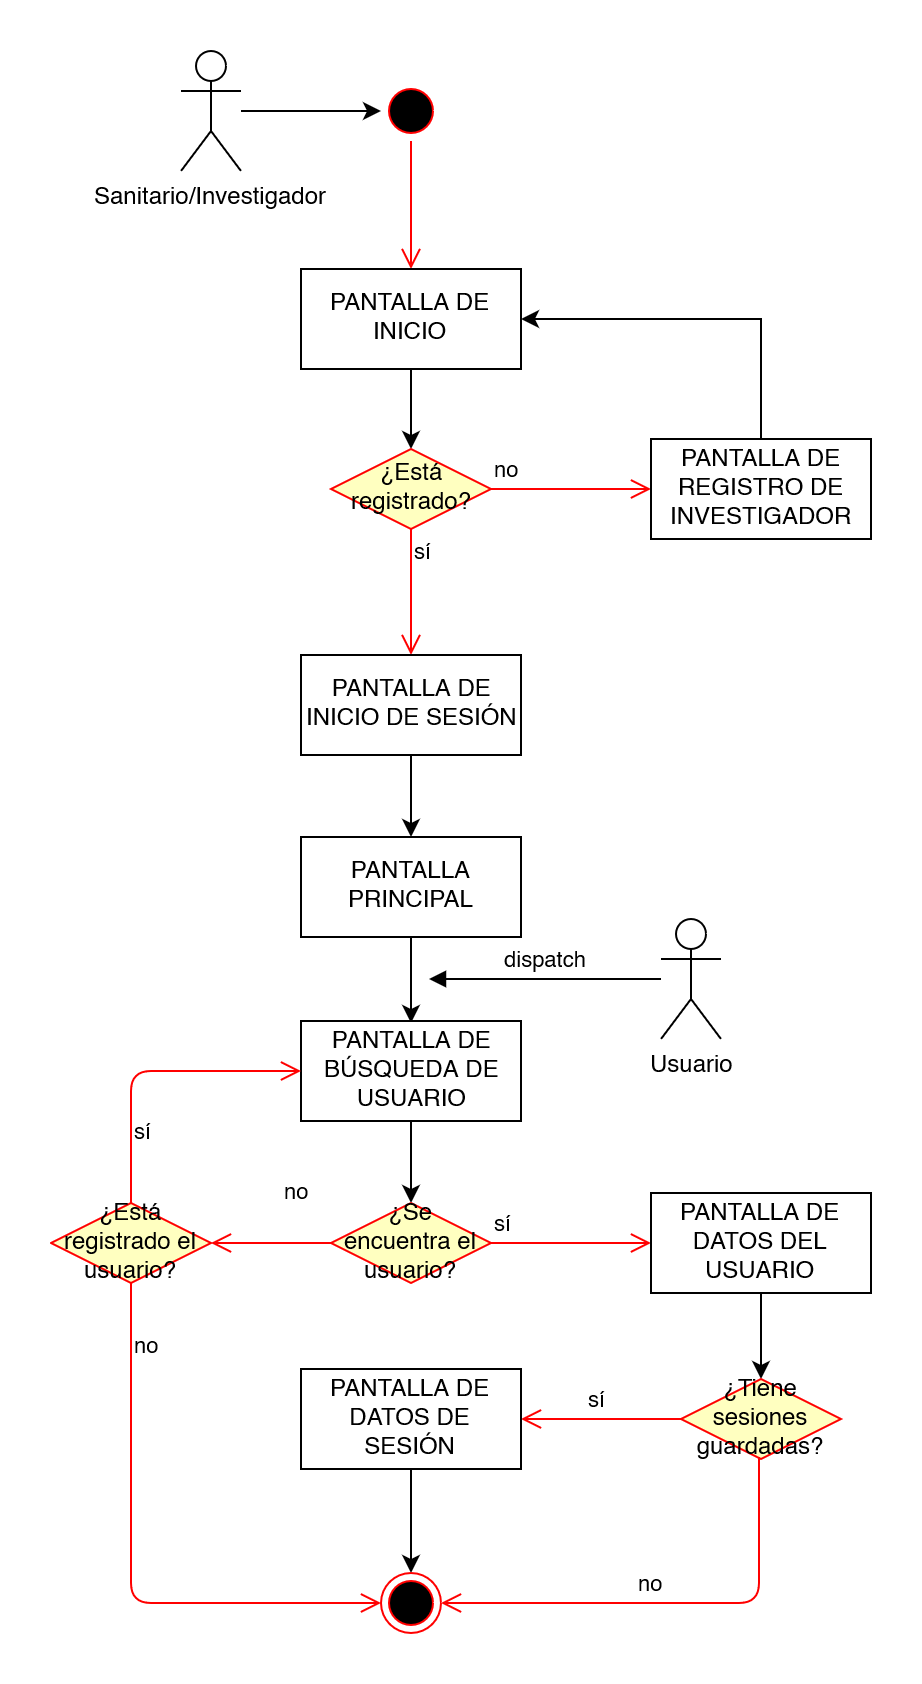 Sanitario/Investigador
PANTALLA DE
INICIO
¿Está
registrado?
no
PANTALLA DE
REGISTRO DE
INVESTIGADOR
sí
PANTALLA DE
INICIO DE SESIÓN
PANTALLA
PRINCIPAL
dispatch
Usuario
PANTALLA DE
BÚSQUEDA DE
USUARIO
sí
no
¿Está
registrado el
usuario?
¿Se
encuentra el
usuario?
sí
PANTALLA DE
DATOS DEL
USUARIO
no
PANTALLA DE
DATOS DE
SESIÓN
sí
¿Tiene
sesiones
guardadas?
no